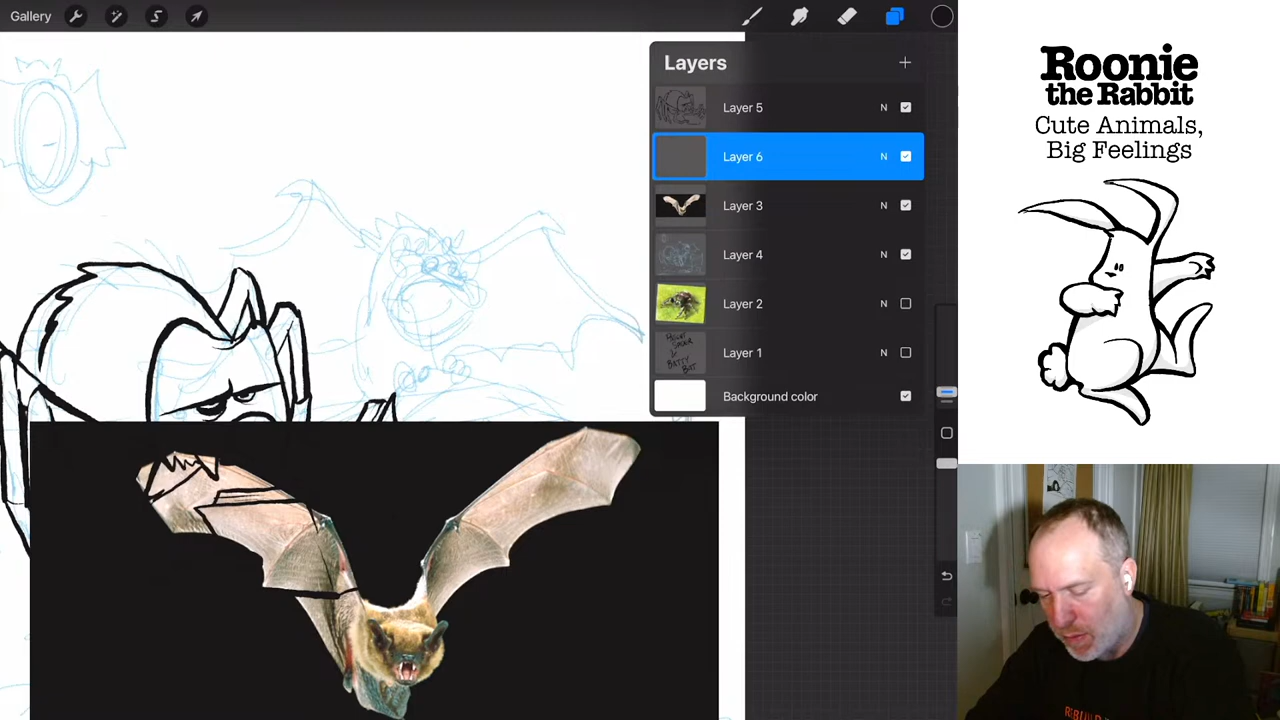 Gallery
Layers
Layer 5
N
Layer 6
N
Layer 3
N
Layer 4
N
Layer 2
N
Layer 1
N
Background color
Roonie
the Rabbit
Cute Animals,
Big Feelings